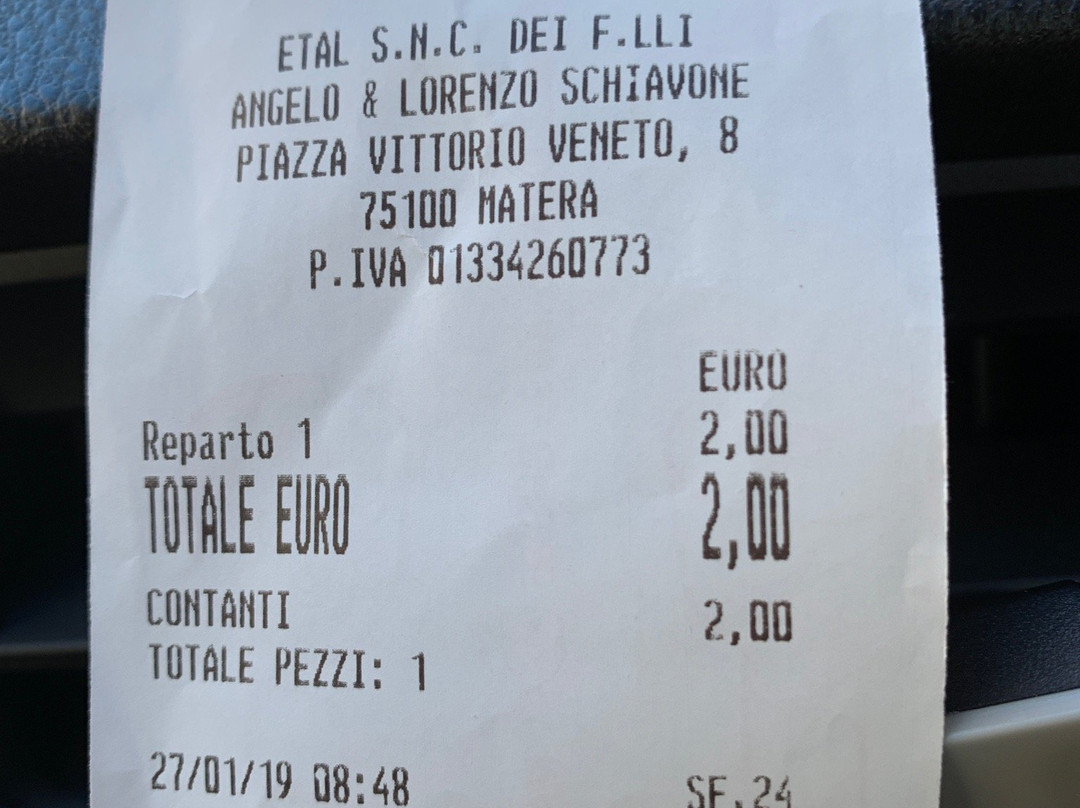 ETAL S.N.C. DEI F.LLI
ANGELO & LORENZO SCHIAVONE
PIAZZA VITTORIO VENETO, 8
75100 MATERA
P.IVA 01334260773
EURO
Reparto 1 2,00
TOTALE EURO 2,00
CONTANTI 2,00
TOTALE PEZZI: 1
27/01/19 08:48 SF.24